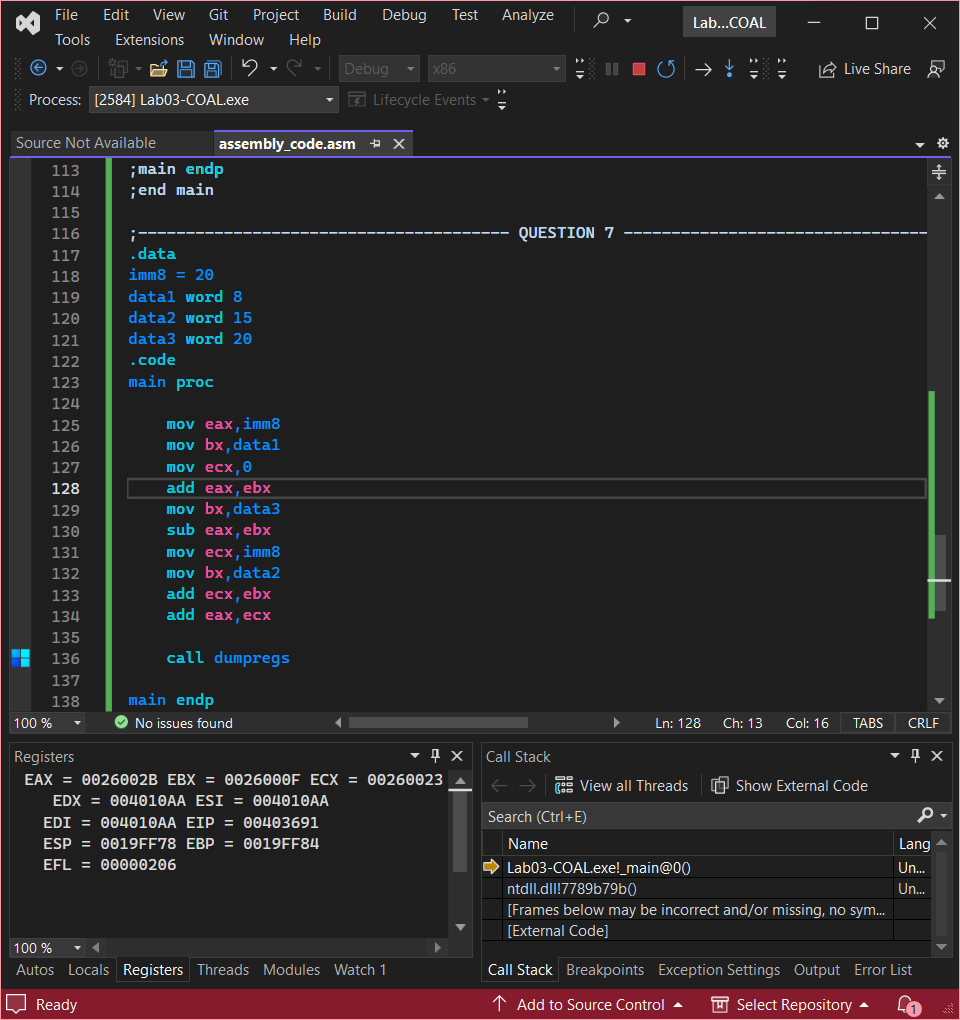 File Edit View Git Project Build Debug Test Analyze Lab...COAL
Tools Extensions Window Help
Debug x86 Live Share
Process: [2584] Lab03-COAL.exe Lifecycle Events
Source Not Available assembly_code.asm
113 ;main endp
114 ;end main
115
116 ;--------------------------------------- QUESTION 7 --------------------------------
117 .data
118 imm8 = 20
119 data1 word 8
120 data2 word 15
121 data3 word 20
122 .code
123 main proc
124
125 mov eax,imm8
126 mov bx,data1
127 mov ecx,0
128 add eax,ebx
129 mov bx,data3
130 sub eax,ebx
131 mov ecx,imm8
132 mov bx,data2
133 add ecx,ebx
134 add eax,ecx
135
136 call dumpregs
137
138 main endp
100 % No issues found Ln: 128 Ch: 13 Col: 16 TABS CRLF
Registers
EAX = 0026002B EBX = 0026000F ECX = 00260023
EDX = 004010AA ESI = 004010AA
EDI = 004010AA EIP = 00403691
ESP = 0019FF78 EBP = 0019FF84
EFL = 00000206
100 %
Autos Locals Registers Threads Modules Watch 1
Call Stack
View all Threads Show External Code
Search (Ctrl+E)
Name Lang
Lab03-COAL.exe!_main@0() Un...
ntdll.dll!7789b79b() Un...
[Frames below may be incorrect and/or missing, no sym...
[External Code]
Call Stack Breakpoints Exception Settings Output Error List
Ready Add to Source Control Select Repository 1